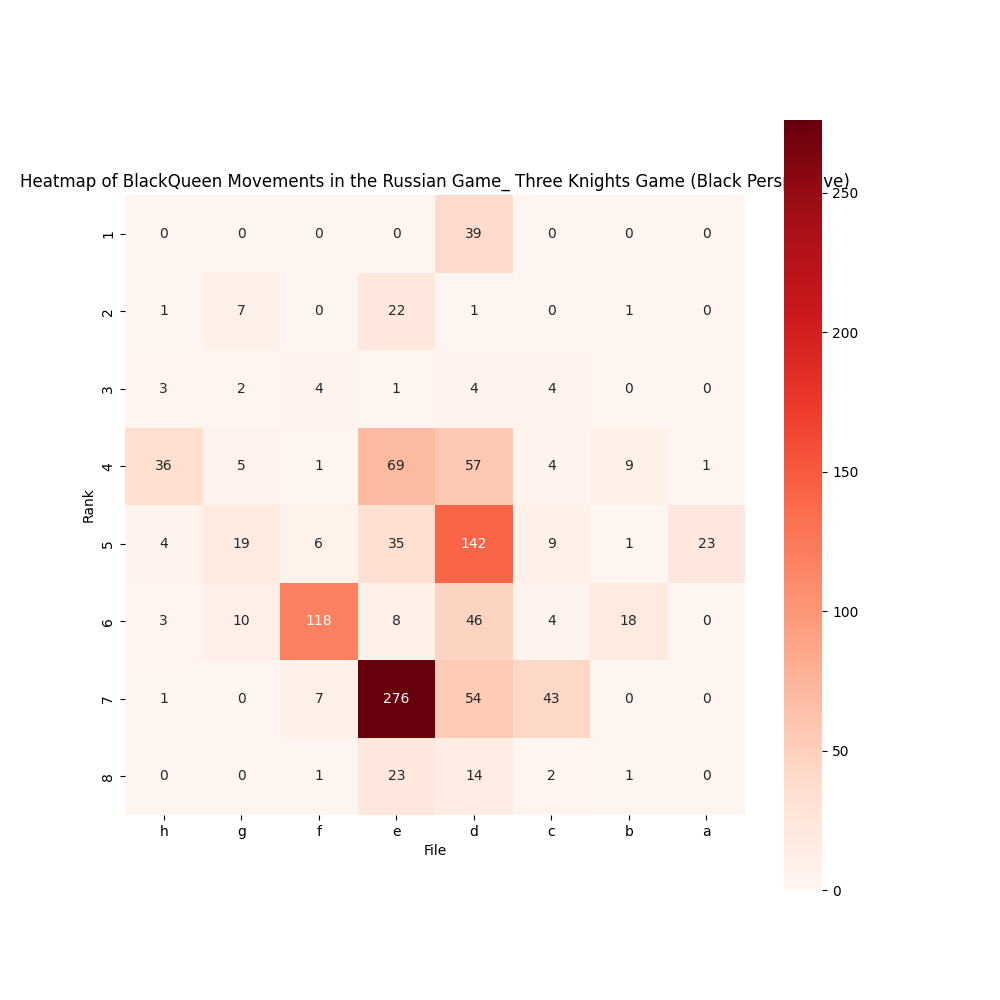 Heatmap of BlackQueen Movements in the Russian Game_ Three Knights Game (Black Pers ve)
250
200
150
100
50
0
Rank
1 0 0 0 0 39 0 0 0
2 1 7 0 22 1 0 1 0
3 3 2 4 1 4 4 0 0
4 36 5 1 69 57 4 9 1
5 4 19 6 35 142 9 1 23
6 3 10 118 8 46 4 18 0
7 1 0 7 276 54 43 0 0
8 0 0 1 23 14 2 1 0
h g f e d c b a
File